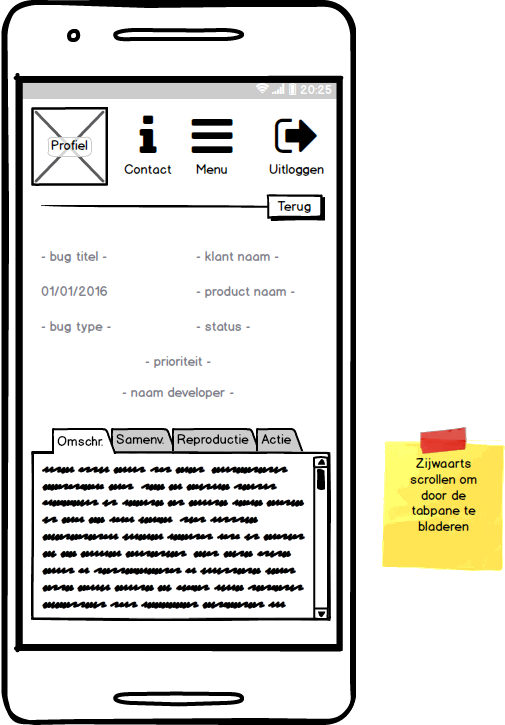 20:25
Profiel
Contact Menu Uitloggen
Terug
- bug titel - - klant naam -
01/01/2016 - product naam -
- bug type - - status -
- prioriteit -
- naam developer -
Omschr. Samenv. Reproductie Actie
Zijwaarts
scrollen om
door de
tabpane te
bladeren